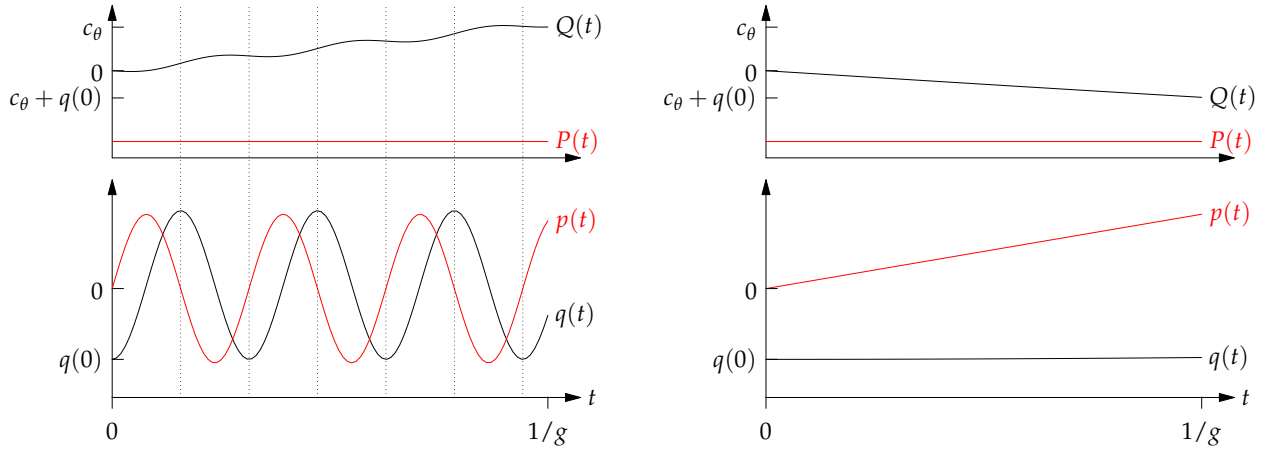 c_θ
Q(t)
0
c_θ + q(0)
P(t)
p(t)
0
q(t)
q(0)
t
0
1/g
c_θ
0
c_θ + q(0)
Q(t)
P(t)
p(t)
0
q(0)
q(t)
t
0
1/g